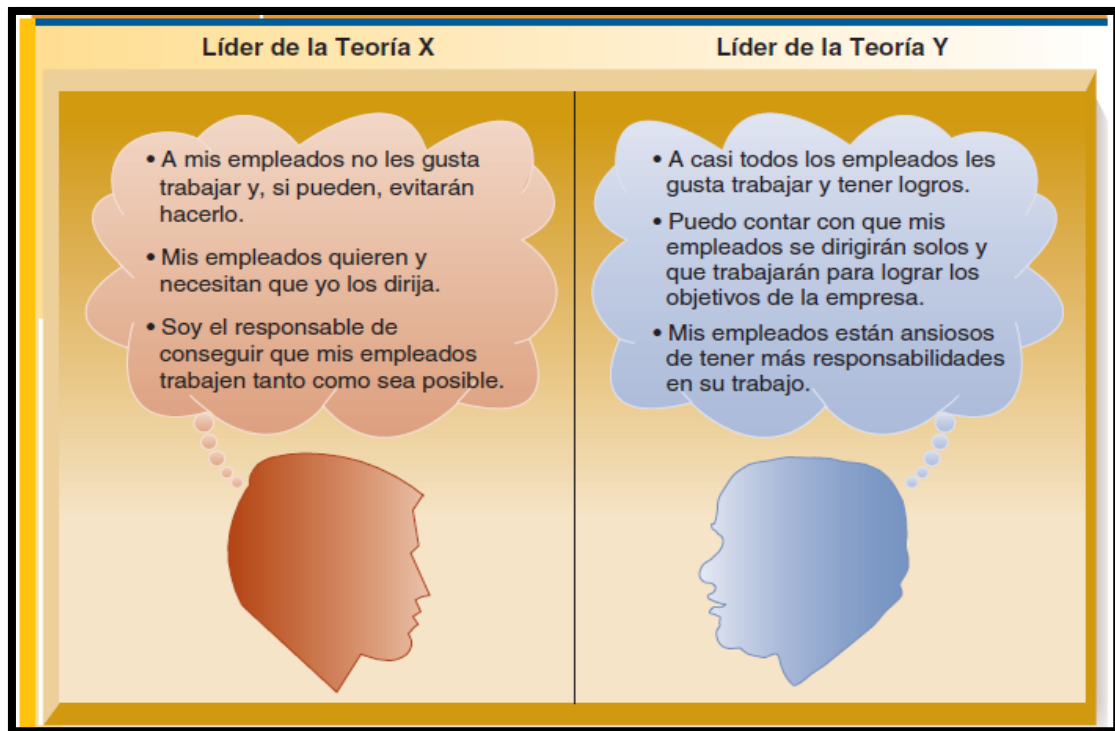 Líder de la Teoría X
• A mis empleados no les gusta
trabajar y, si pueden, evitarán
hacerlo.
• Mis empleados quieren y
necesitan que yo los dirija.
• Soy el responsable de
conseguir que mis empleados
trabajen tanto como sea posible.
Líder de la Teoría Y
• A casi todos los empleados les
gusta trabajar y tener logros.
• Puedo contar con que mis
empleados se dirigirán solos y
que trabajarán para lograr los
objetivos de la empresa.
• Mis empleados están ansiosos
de tener más responsabilidades
en su trabajo.